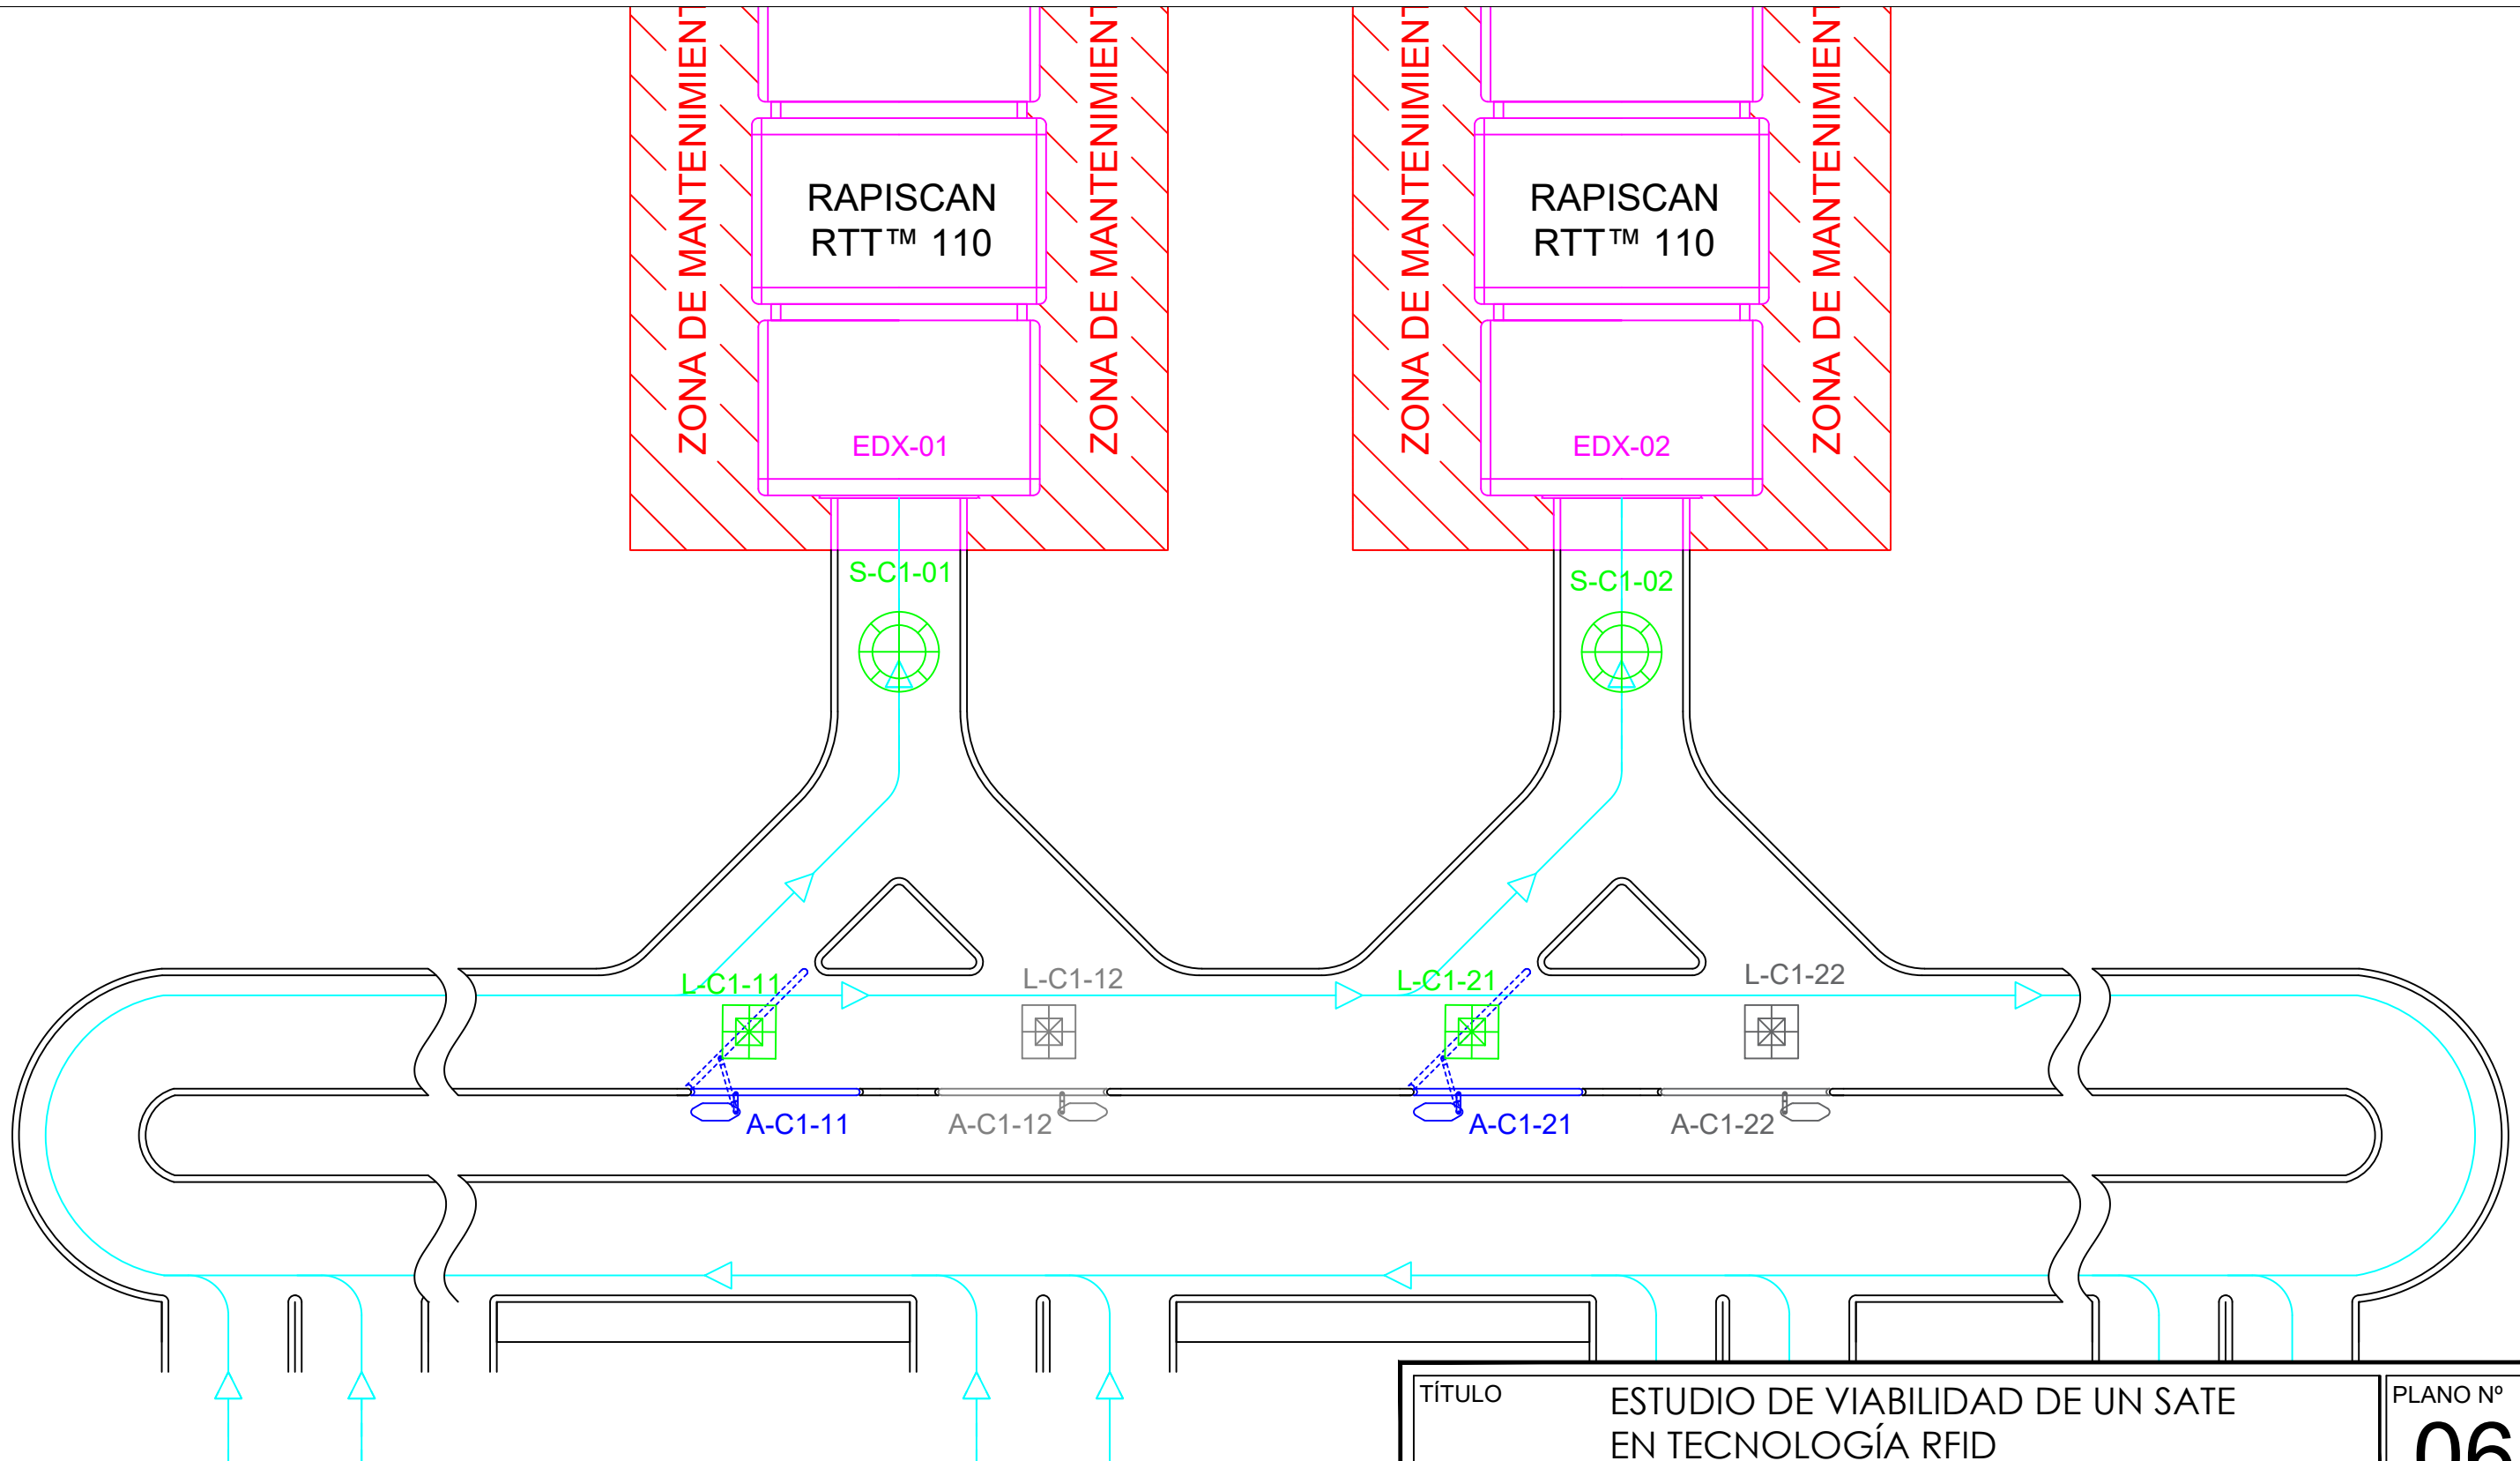 ZONA DE MANTENIMIENT
ZONA DE MANTENIMIENT
ZONA DE MANTENIMIENT
ZONA DE MANTENIMIENT
RAPISCAN
RTT™ 110
RAPISCAN
RTT™ 110
EDX-01
EDX-02
S-C1-01
S-C1-02
L-C1-11
L-C1-12
L-C1-21
L-C1-22
A-C1-11
A-C1-12
A-C1-21
A-C1-22
TÍTULO
ESTUDIO DE VIABILIDAD DE UN SATE
EN TECNOLOGÍA RFID
PLANO Nº
06